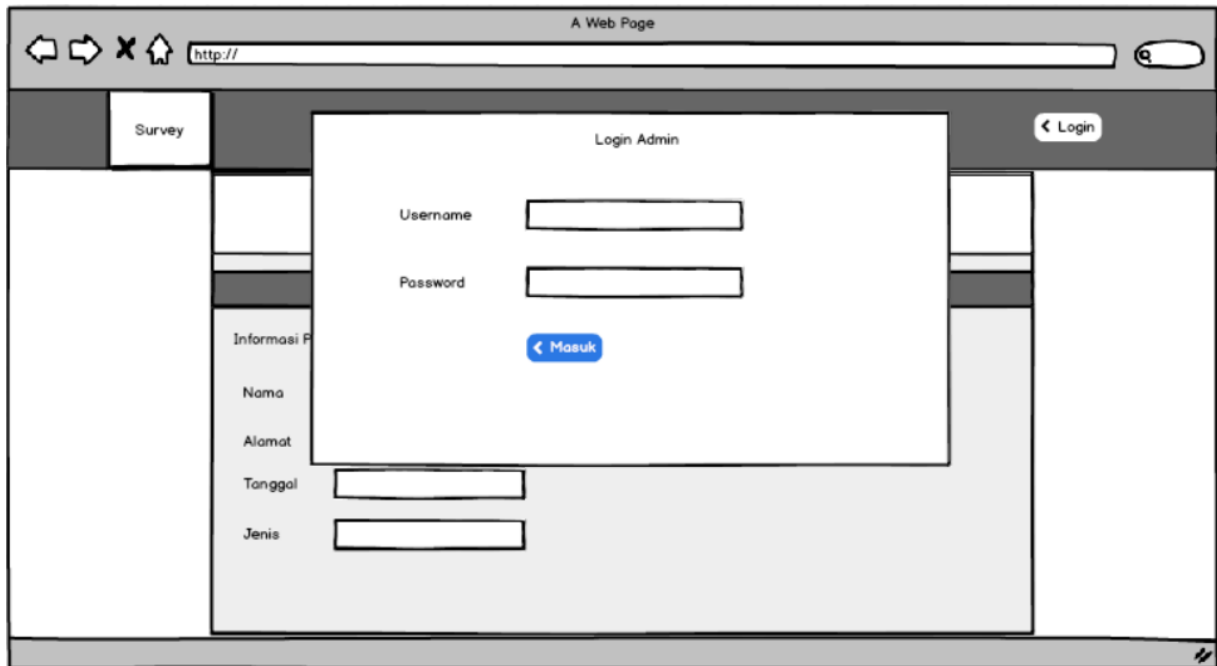 A Web Page
http://
Survey
Login
Login Admin
Username
Password
Masuk
Informasi P
Nama
Alamat
Tanggal
Jenis